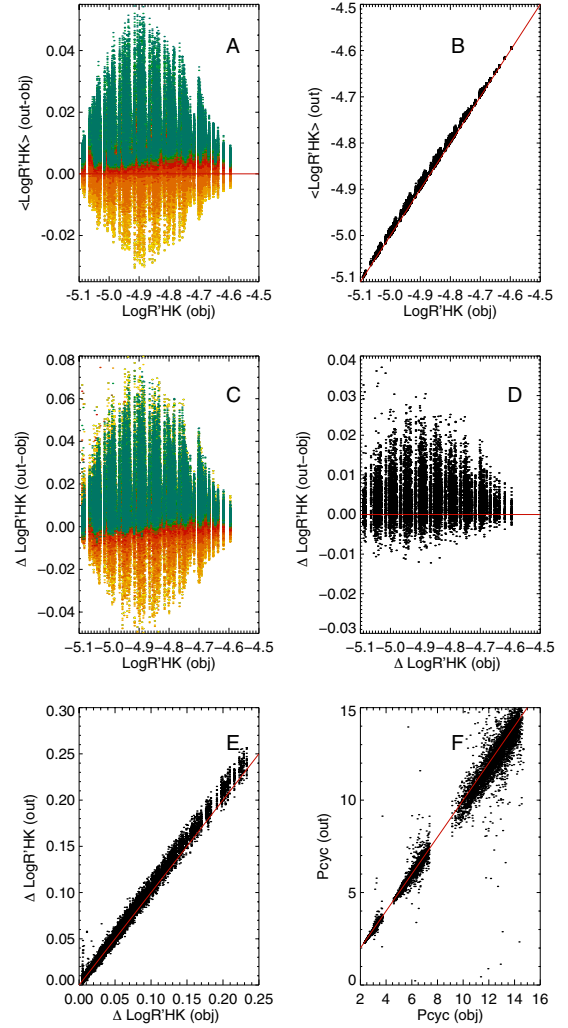 A
<LogR'HK> (out-obj)
0.04
0.02
0.00
-0.02
-5.1 -5.0 -4.9 -4.8 -4.7 -4.6 -4.5
LogR'HK (obj)
B
<LogR'HK> (out)
-4.5
-4.6
-4.7
-4.8
-4.9
-5.0
-5.1
-5.1 -5.0 -4.9 -4.8 -4.7 -4.6 -4.5
LogR'HK (obj)
C
Δ LogR'HK (out−obj)
0.08
0.06
0.04
0.02
0.00
−0.02
−0.04
−5.1 −5.0 −4.9 −4.8 −4.7 −4.6 −4.5
LogR'HK (obj)
D
Δ LogR'HK (out−obj)
0.04
0.03
0.02
0.01
0.00
−0.01
−0.02
−0.03
−5.1 −5.0 −4.9 −4.8 −4.7 −4.6 −4.5
Δ LogR'HK (obj)
E
Δ LogR'HK (out)
0.30
0.25
0.20
0.15
0.10
0.05
0.00
0.00 0.05 0.10 0.15 0.20 0.25
Δ LogR'HK (obj)
F
Pcyc (out)
15
10
5
0
2 4 6 8 10 12 14 16
Pcyc (obj)